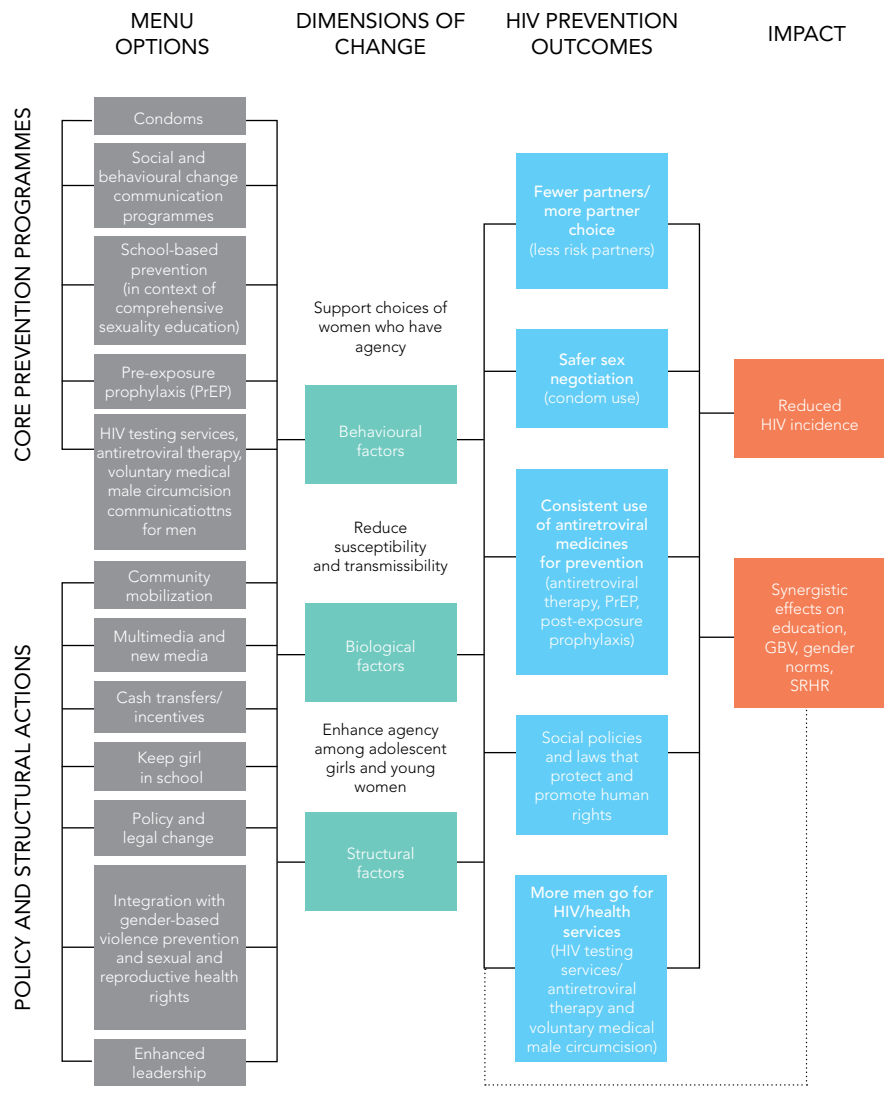 MENU
OPTIONS
DIMENSIONS OF
CHANGE
HIV PREVENTION
OUTCOMES
IMPACT
CORE PREVENTION PROGRAMMES
Condoms
Social and
behavioural change
communication
programmes
School-based
prevention
(in context of
comprehensive
sexuality education)
Pre-exposure
prophylaxis (PrEP)
HIV testing services,
antiretroviral therapy,
voluntary medical
male circumcision
communicatiottns
for men
POLICY AND STRUCTURAL ACTIONS
Community
mobilization
Multimedia and
new media
Cash transfers/
incentives
Keep girl
in school
Policy and
legal change
Integration with
gender-based
violence prevention
and sexual and
reproductive health
rights
Enhanced
leadership
Support choices of
women who have
agency
Behavioural
factors
Reduce
susceptibility
and transmissibility
Biological
factors
Enhance agency
among adolescent
girls and young
women
Structural
factors
Fewer partners/
more partner
choice
(less risk partners)
Safer sex
negotiation
(condom use)
Consistent use
of antiretroviral
medicines
for prevention
(antiretroviral
therapy, PrEP,
post-exposure
prophylaxis)
Social policies
and laws that
protect and
promote human
rights
More men go for
HIV/health
services
(HIV testing
services/
antiretroviral
therapy and
voluntary medical
male circumcision)
Reduced
HIV incidence
Synergistic
effects on
education,
GBV, gender
norms,
SRHR